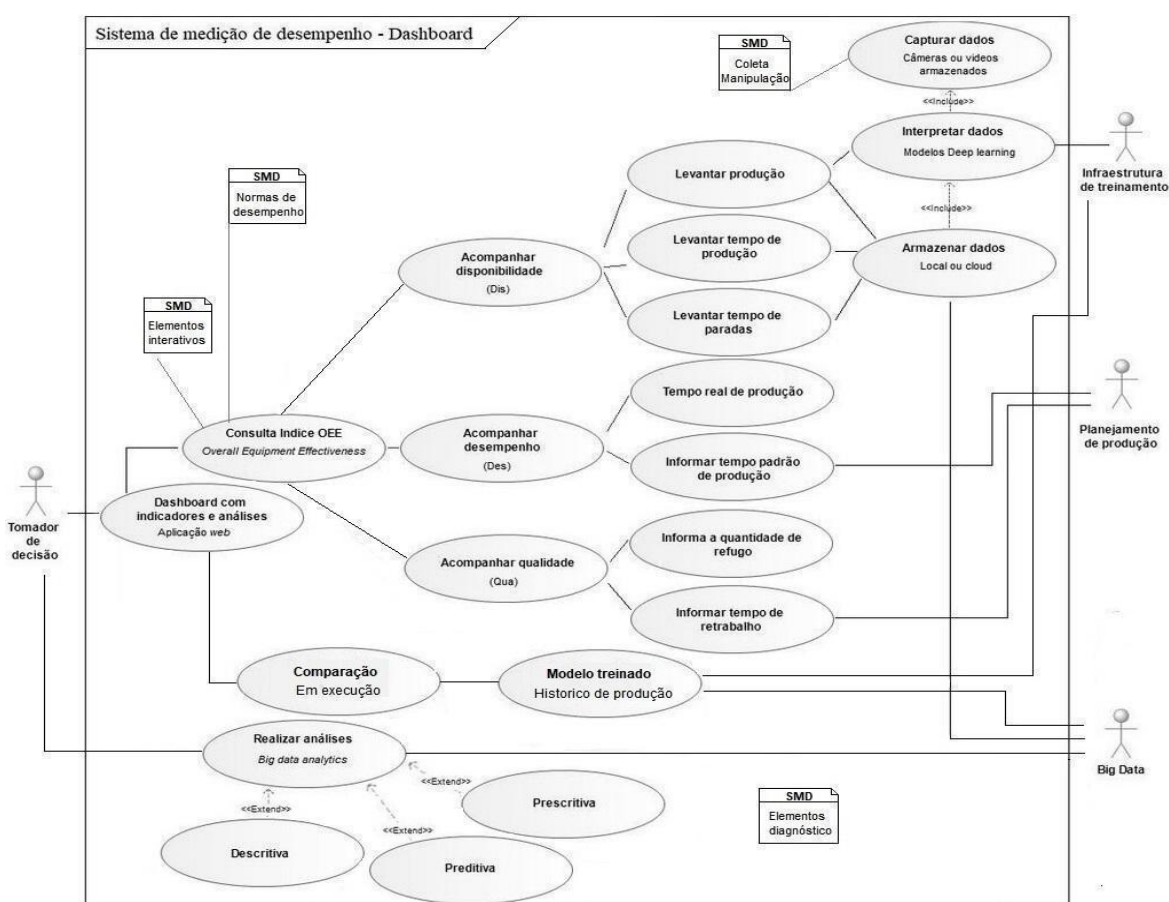 Sistema de medição de desempenho - Dashboard
SMD
Coleta
Manipulação
Capturar dados
Câmeras ou videos
armazenados
<<Include>>
Interpretar dados
Modelos Deep learning
Infraestrutura
de treinamento
<<Include>>
Armazenar dados
Local ou cloud
Levantar produção
Levantar tempo de
produção
Levantar tempo de
paradas
SMD
Normas de
desempenho
Acompanhar
disponibilidade
(Dis)
SMD
Elementos
interativos
Consulta Indice OEE
Overall Equipment Effectiveness
Acompanhar
desempenho
(Des)
Tempo real de produção
Informar tempo padrão
de produção
Planejamento
de produção
Tomador
de
decisão
Dashboard com
indicadores e análises
Aplicação web
Acompanhar qualidade
(Qua)
Informa a quantidade de
refugo
Informar tempo de
retrabalho
Comparação
Em execução
Modelo treinado
Historico de produção
Realizar análises
Big data analytics
Big Data
<<Extend>>
<<Extend>>
<<Extend>>
Descritiva
Preditiva
Prescritiva
SMD
Elementos
diagnóstico